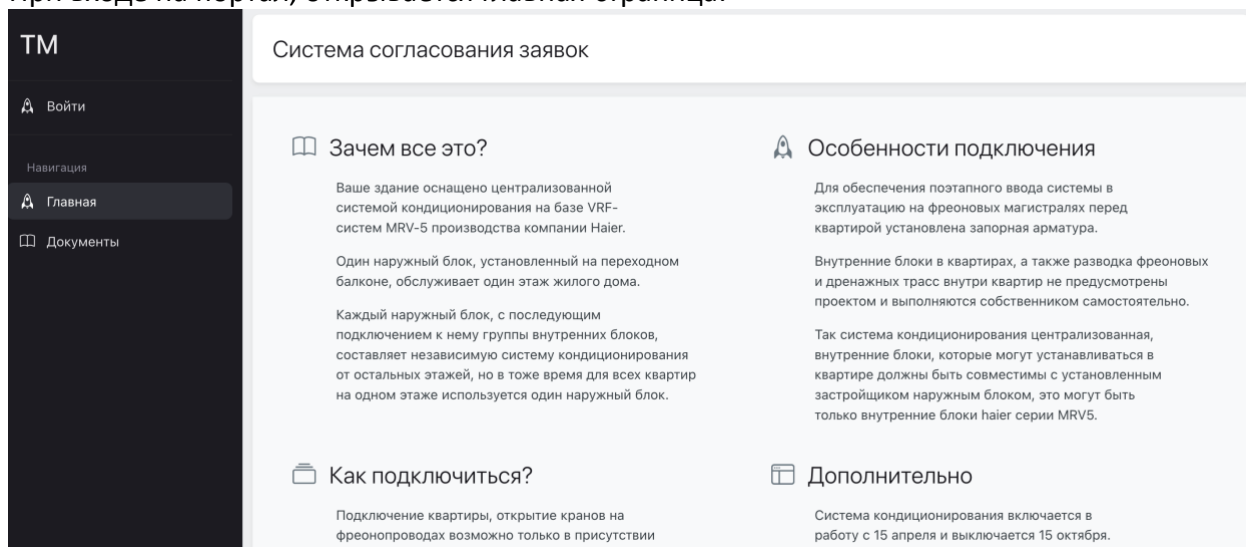 При входе на портал, открывается главная страница:
ТМ
Войти
Навигация
Главная
Документы
Система согласования заявок
Зачем все это?
Ваше здание оснащено централизованной
системой кондиционирования на базе VRF-
систем MRV-5 производства компании Haier.
Один наружный блок, установленный на переходном
балконе, обслуживает один этаж жилого дома.
Каждый наружный блок, с последующим
подключением к нему группы внутренних блоков,
составляет независимую систему кондиционирования
от остальных этажей, но в тоже время для всех квартир
на одном этаже используется один наружный блок.
Особенности подключения
Для обеспечения поэтапного ввода системы в
эксплуатацию на фреоновых магистралях перед
квартирой установлена запорная арматура.
Внутренние блоки в квартирах, а также разводка фреоновых
и дренажных трасс внутри квартир не предусмотрены
проектом и выполняются собственником самостоятельно.
Так система кондиционирования централизованная,
внутренние блоки, которые могут устанавливаться в
квартире должны быть совместимы с установленным
застройщиком наружным блоком, это могут быть
только внутренние блоки haier серии MRV5.
Как подключиться?
Подключение квартиры, открытие кранов на
фреонопроводах возможно только в присутствии
Дополнительно
Система кондиционирования включается в
работу с 15 апреля и выключается 15 октября.